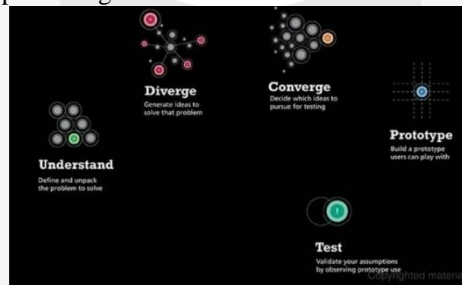 Diverge
Generate ideas to
solve that problem
Converge
Decide which ideas to
pursue for testing
Prototype
Build a prototype
users can play with
Understand
Define and unpack
the problem to solve
Test
Validate your assumptions
by observing prototype use
Copyrighted material